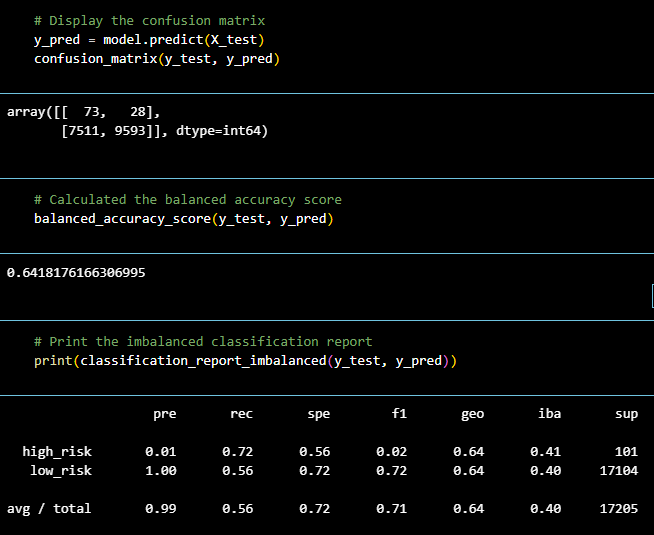 # Display the confusion matrix
y_pred = model.predict(X_test)
confusion_matrix(y_test, y_pred)
array([[  73,   28],
       [7511, 9593]], dtype=int64)
# Calculated the balanced accuracy score
balanced_accuracy_score(y_test, y_pred)
0.6418176166306995
# Print the imbalanced classification report
print(classification_report_imbalanced(y_test, y_pred))
pre rec spe f1 geo iba sup
high_risk 0.01 0.72 0.56 0.02 0.64 0.41 101
low_risk 1.00 0.56 0.72 0.72 0.64 0.40 17104
avg / total 0.99 0.56 0.72 0.71 0.64 0.40 17205